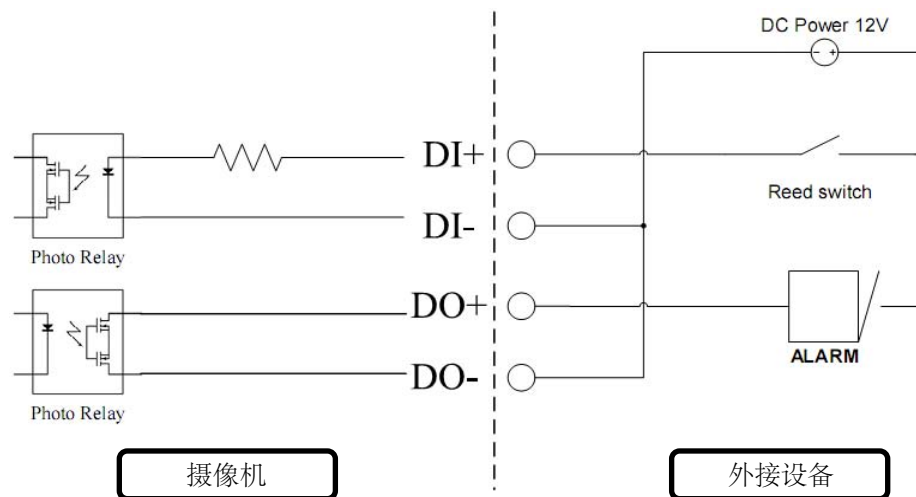 DC Power 12V
- +
DI+
Reed switch
DI-
Photo Relay
DO+
ALARM
DO-
Photo Relay
摄像机
外接设备